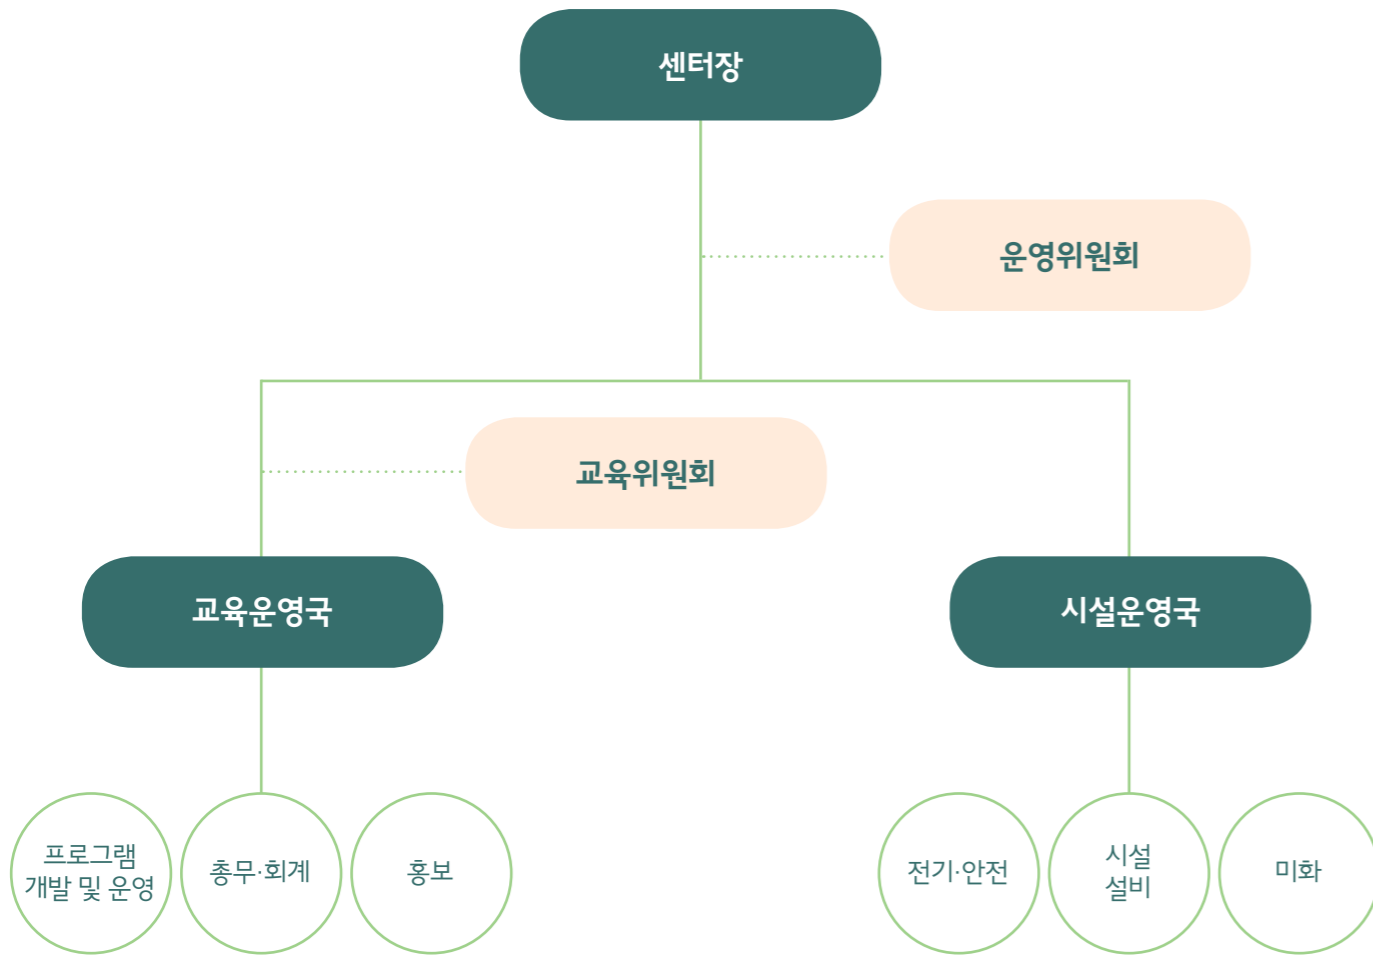 센터장
운영위원회
교육위원회
교육운영국
시설운영국
프로그램
개발 및 운영
총무·회계
홍보
전기·안전
시설
설비
미화